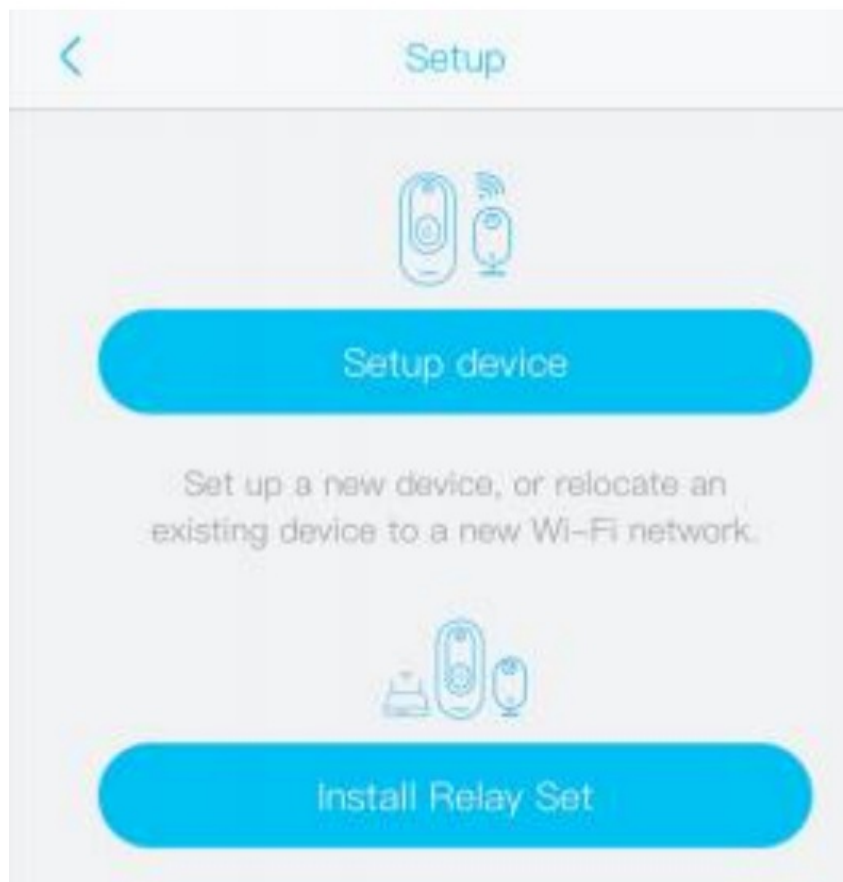 Setup
Setup device
Set up a new device, or relocate an
existing device to a new Wi-Fi network.
Install Relay Set